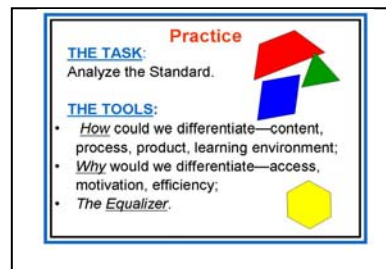 Practice
THE TASK:
Analyze the Standard.
THE TOOLS:
• How could we differentiate—content,
process, product, learning environment;
• Why would we differentiate—access,
motivation, efficiency;
• The Equalizer.